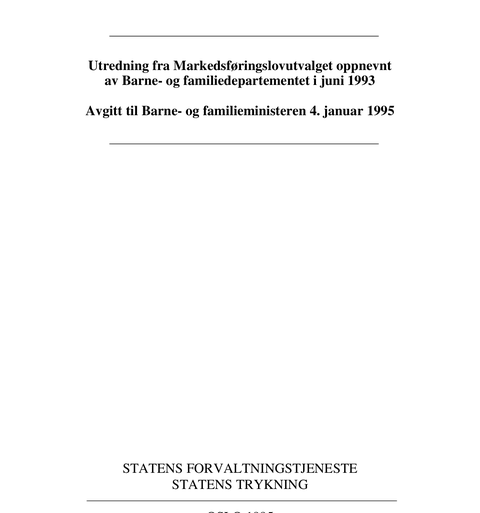 Utredning fra Markedsføringslovutvalget oppnevnt
av Barne- og familiedepartementet i juni 1993
Avgitt til Barne- og familieministeren 4. januar 1995
STATENS FORVALTNINGSTJENESTE
STATENS TRYKNING